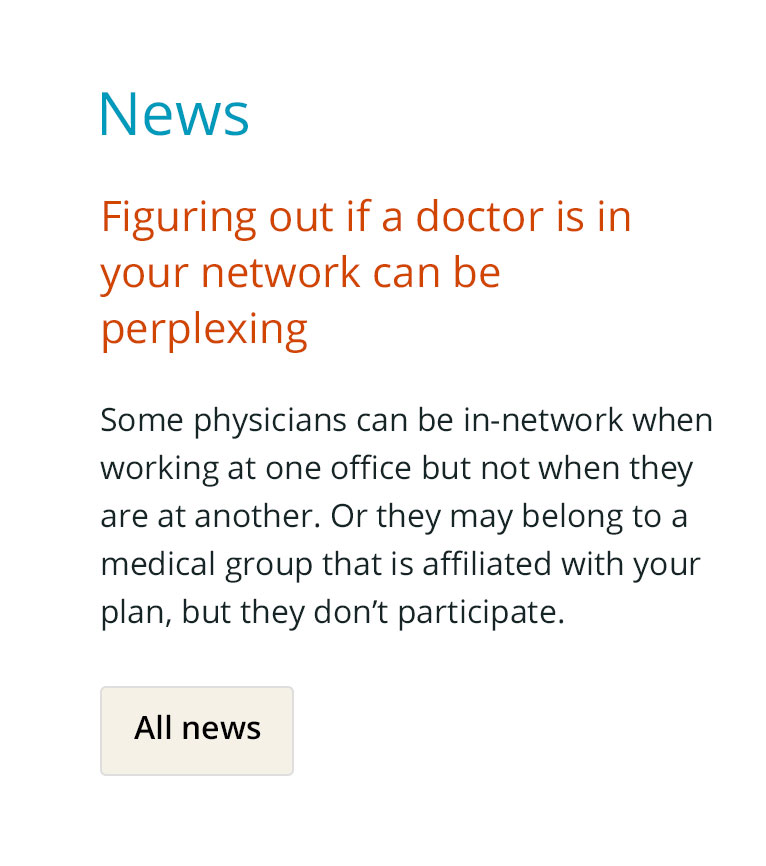 News
Figuring out if a doctor is in
your network can be
perplexing
Some physicians can be in-network when
working at one office but not when they
are at another. Or they may belong to a
medical group that is affiliated with your
plan, but they don’t participate.
All news